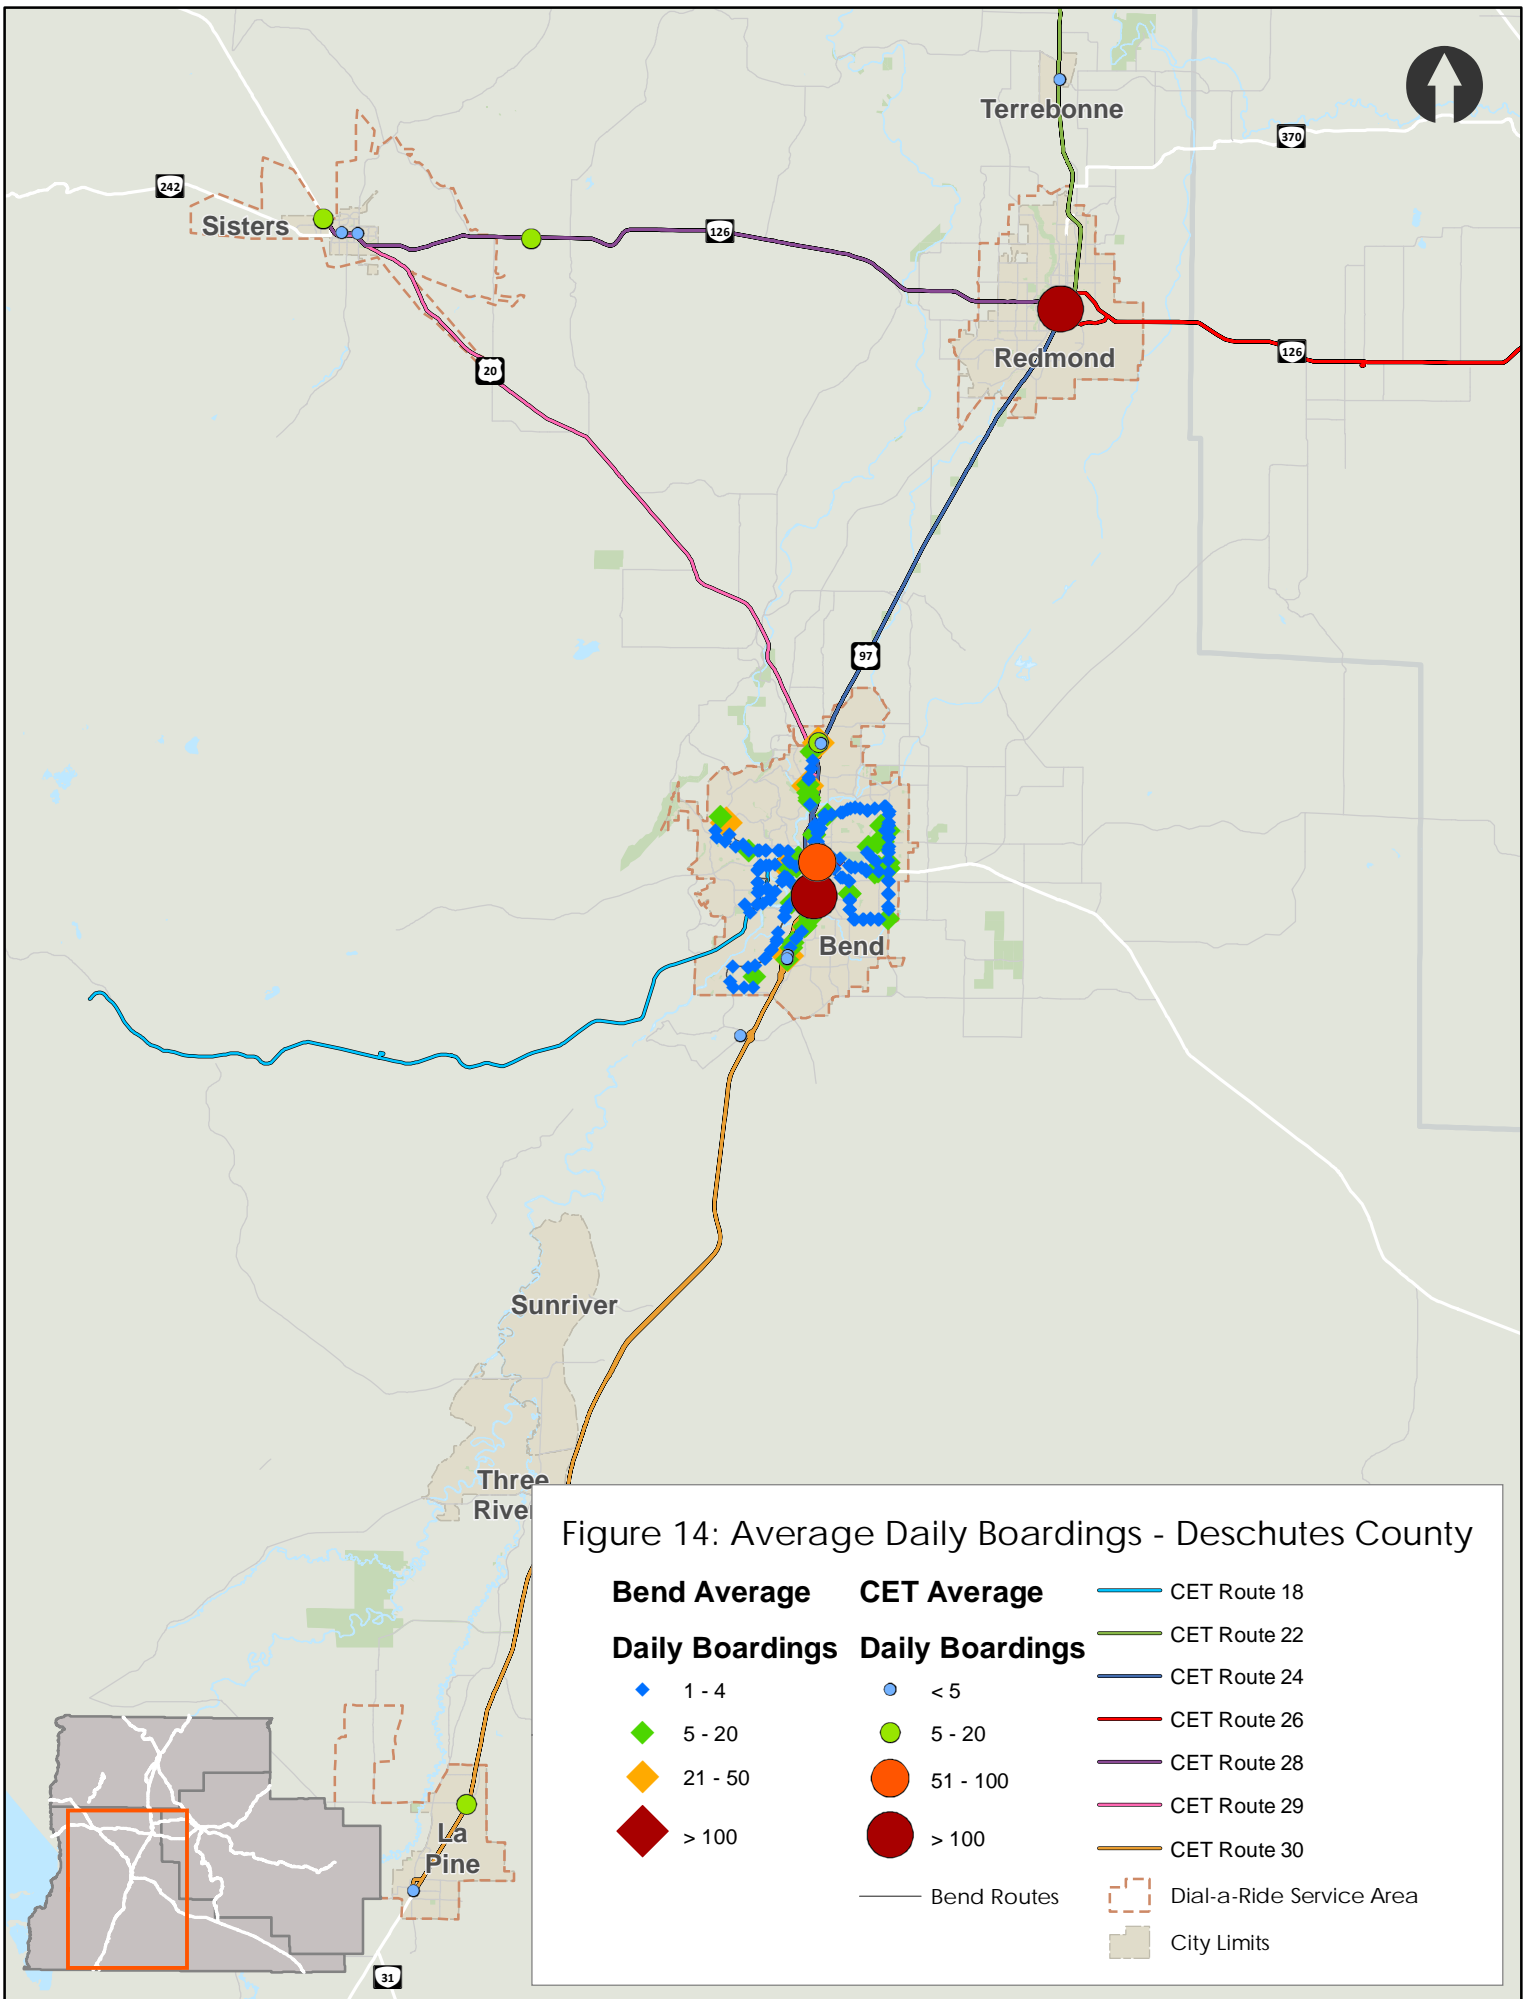 Terrebonne
370
242
Sisters
126
Redmond
126
20
97
Bend
Sunriver
Three
River
La
Pine
31
Figure 14: Average Daily Boardings - Deschutes County
Bend Average
Daily Boardings
1 - 4
5 - 20
21 - 50
> 100
CET Average
Daily Boardings
< 5
5 - 20
51 - 100
> 100
Bend Routes
CET Route 18
CET Route 22
CET Route 24
CET Route 26
CET Route 28
CET Route 29
CET Route 30
Dial-a-Ride Service Area
City Limits